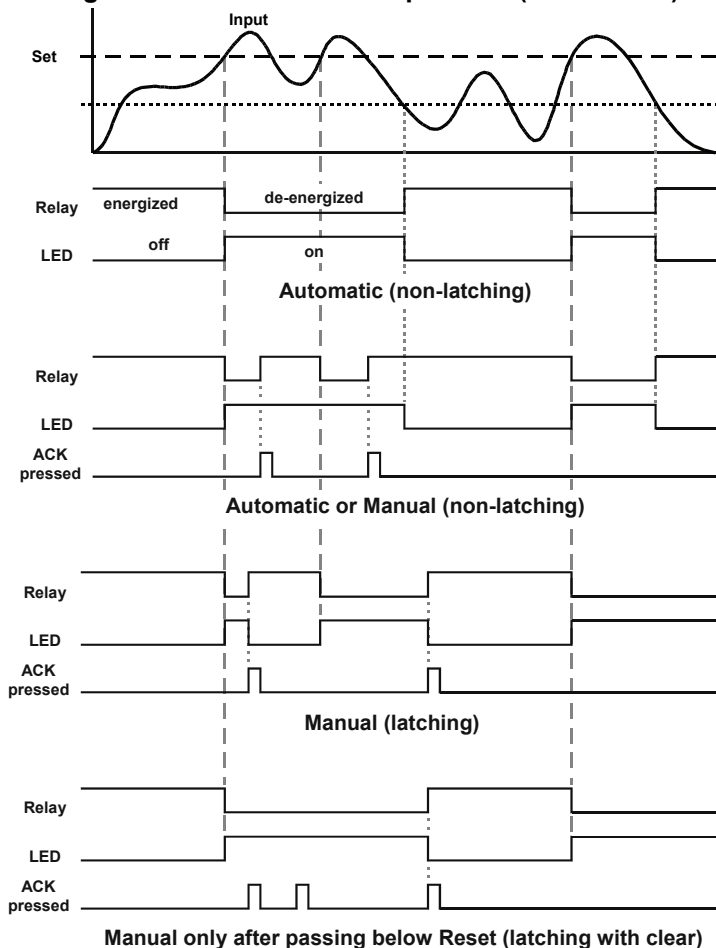 Input
Set
Relay
energized
de-energized
LED
off
on
Automatic (non-latching)
Relay
LED
ACK
pressed
Automatic or Manual (non-latching)
Relay
LED
ACK
pressed
Manual (latching)
Relay
LED
ACK
pressed
Manual only after passing below Reset (latching with clear)